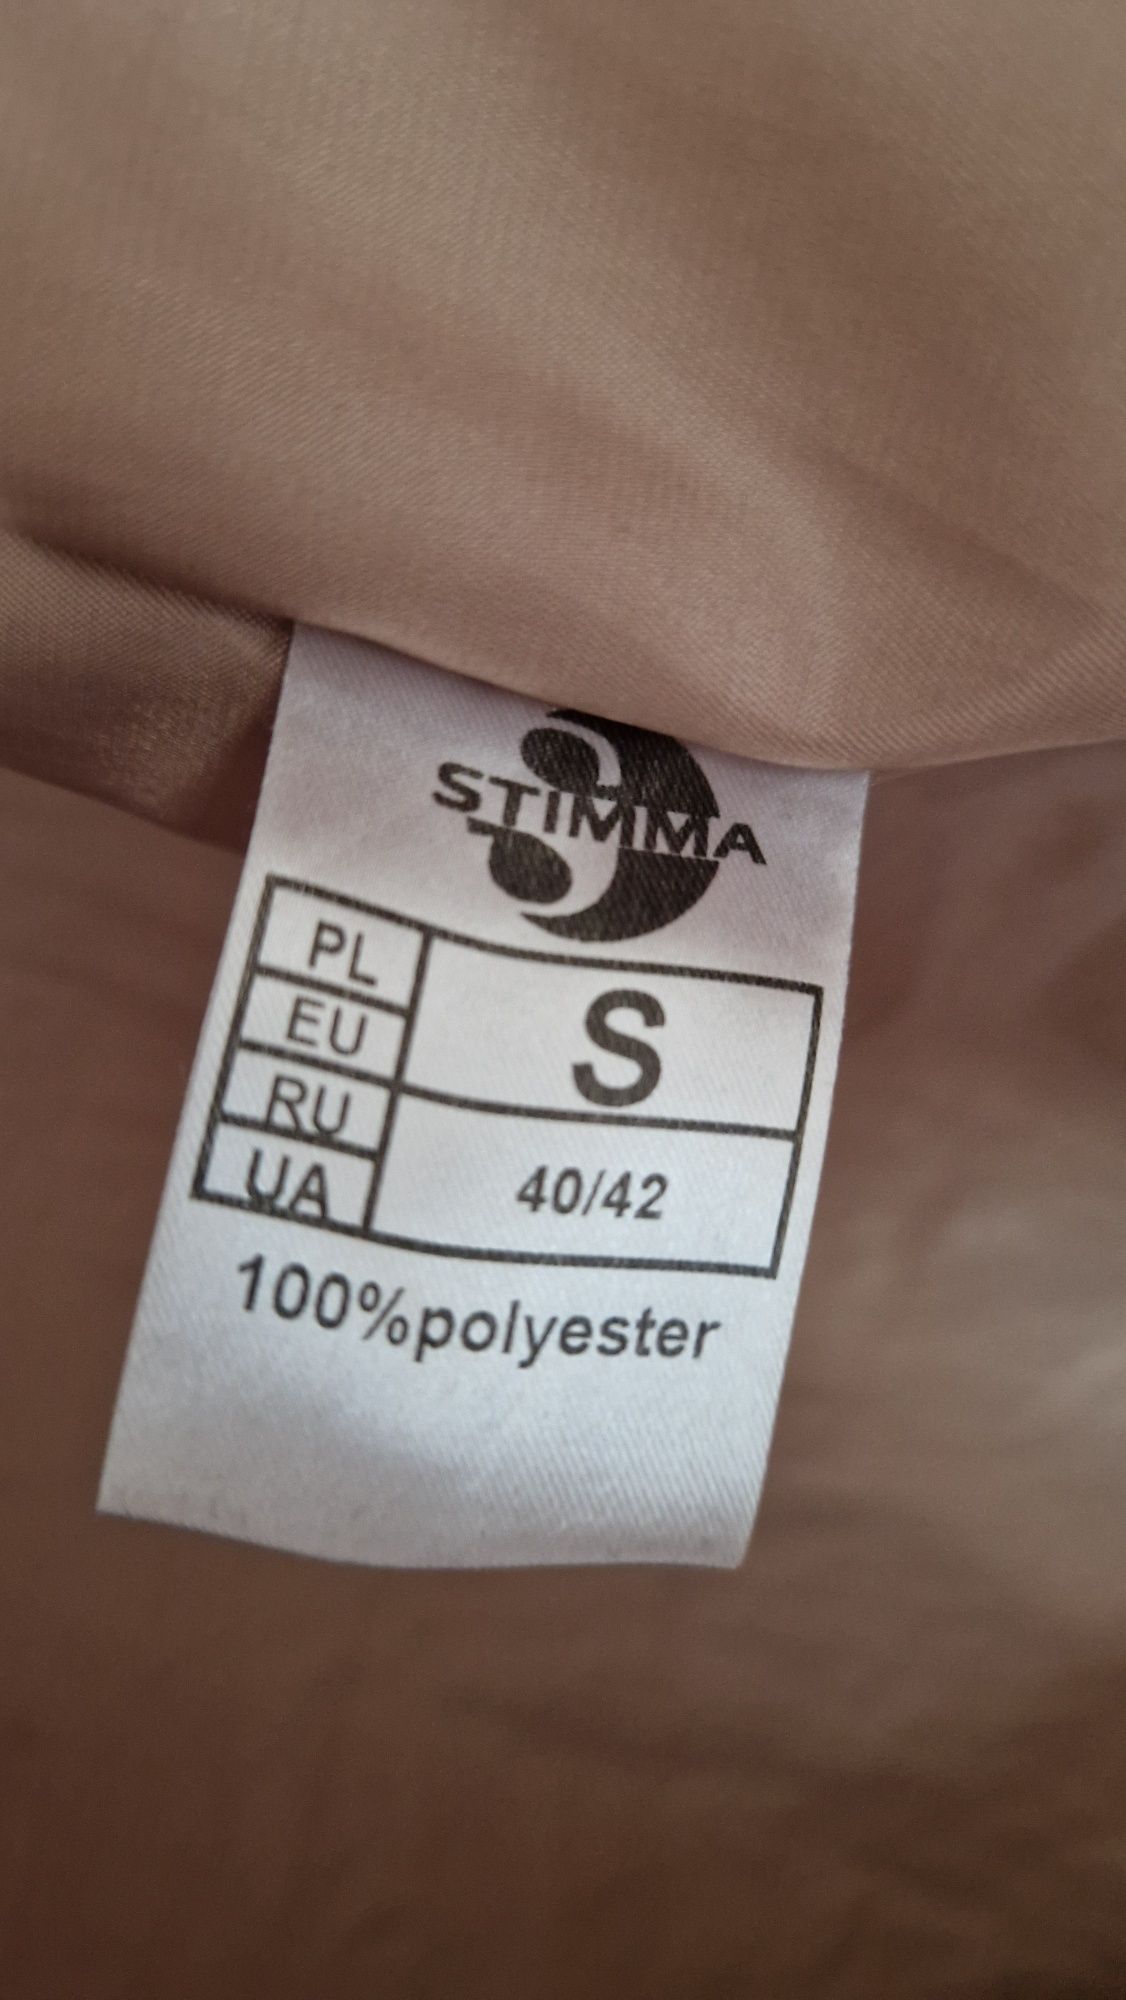 STIMMA
PL
EU
S
RU
UA
40/42
100%polyester